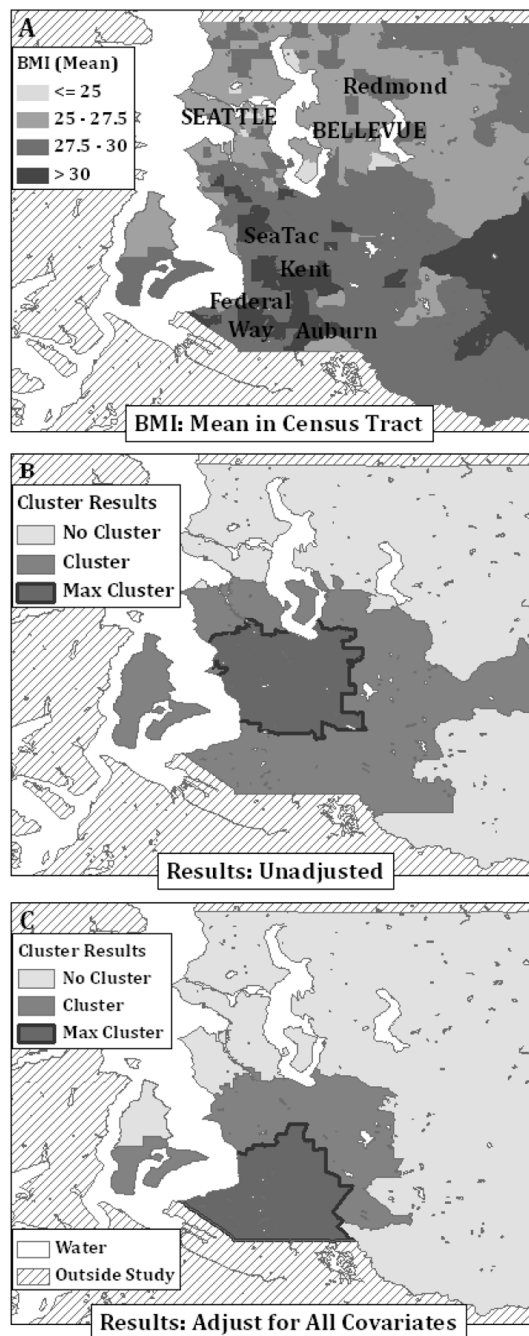 A
BMI (Mean)
<= 25
25 - 27.5
27.5 - 30
> 30
Redmond
SEATTLE
BELLEVUE
SeaTac
Kent
Federal
Way
Auburn
BMI: Mean in Census Tract
B
Cluster Results
No Cluster
Cluster
Max Cluster
Results: Unadjusted
C
Cluster Results
No Cluster
Cluster
Max Cluster
Water
Outside Study
Results: Adjust for All Covariates